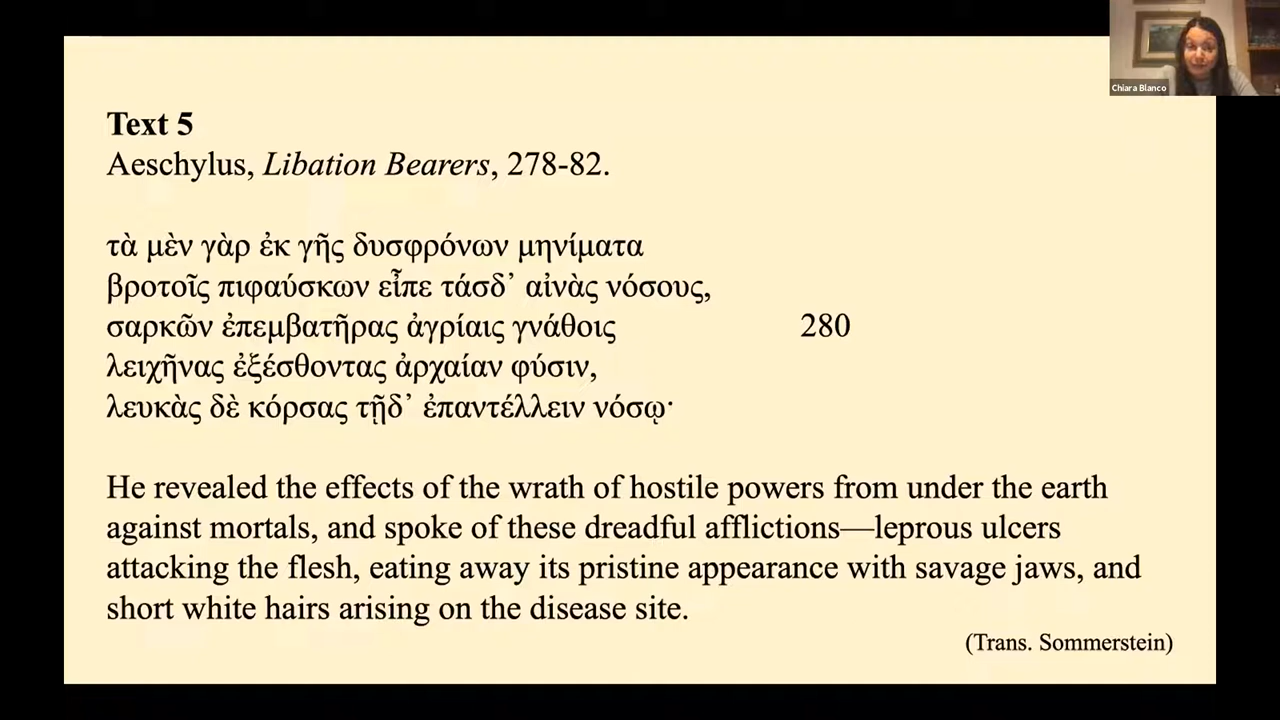 Chiara Blanco
Text 5
Aeschylus, Libation Bearers, 278-82.
τὰ μὲν γὰρ ἐκ γῆς δυσφρόνων μηνίματα
βροτοῖς πιφαύσκων εἶπε τάσδ’ αἰνὰς νόσους,
σαρκῶν ἐπεμβατῆρας ἀγρίαις γνάθοις 280
λειχῆνας ἐξέσθοντας ἀρχαίαν φύσιν,
λευκὰς δὲ κόρσας τῇδ’ ἐπαντέλλειν νόσῳ·
He revealed the effects of the wrath of hostile powers from under the earth
against mortals, and spoke of these dreadful afflictions—leprous ulcers
attacking the flesh, eating away its pristine appearance with savage jaws, and
short white hairs arising on the disease site.
(Trans. Sommerstein)